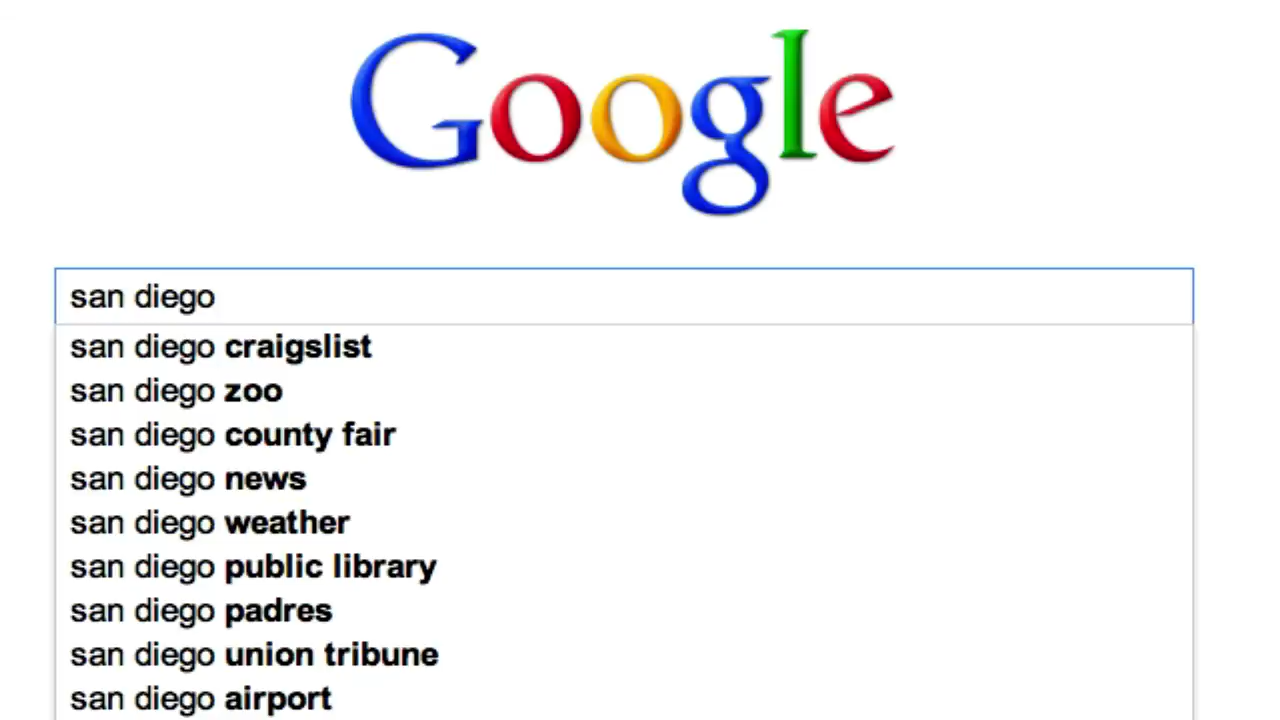 Google
san diego
san diego craigslist
san diego zoo
san diego county fair
san diego news
san diego weather
san diego public library
san diego padres
san diego union tribune
san diego airport